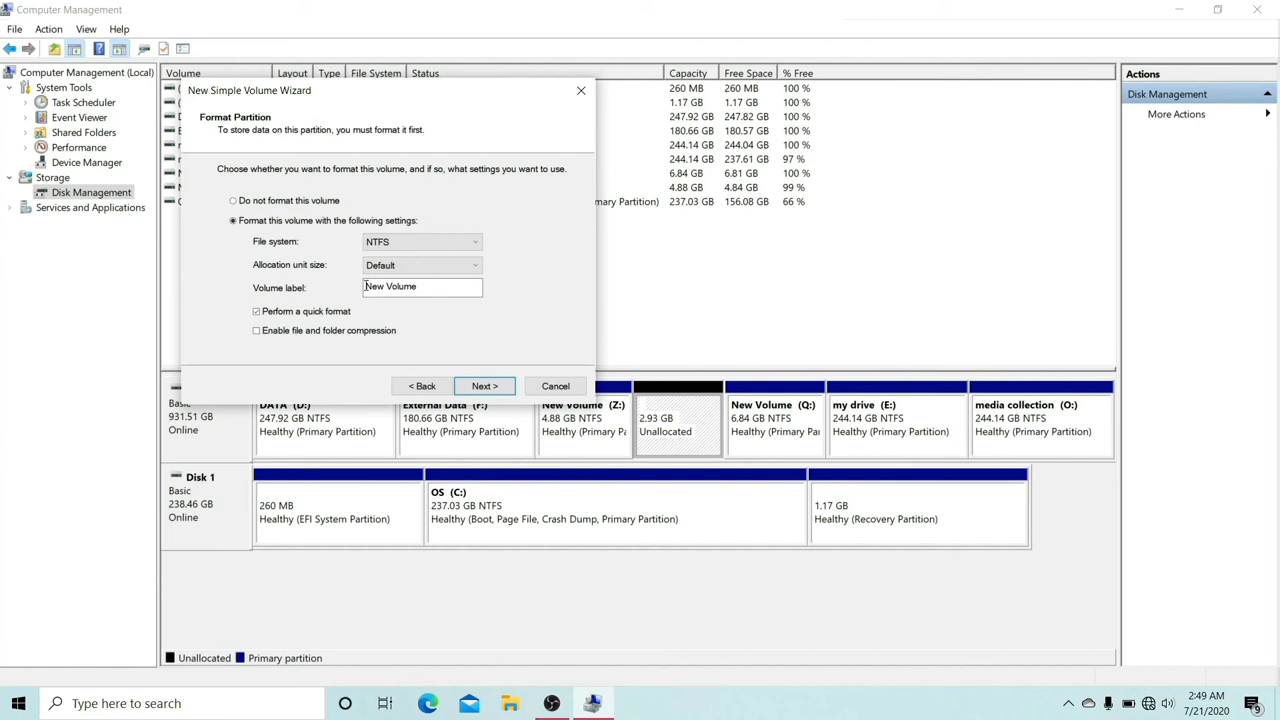 Computer Management
File Action View Help
Computer Management (Local)
System Tools
Task Scheduler
Event Viewer
Shared Folders
Performance
Device Manager
Storage
Disk Management
Services and Applications
Volume Layout Type File System Status Capacity Free Space % Free
260 MB 260 MB 100 %
1.17 GB 1.17 GB 100 %
247.92 GB 247.82 GB 100 %
180.66 GB 180.57 GB 100 %
244.14 GB 244.04 GB 100 %
244.14 GB 237.61 GB 97 %
6.84 GB 6.81 GB 100 %
4.88 GB 4.84 GB 99 %
mary Partition) 237.03 GB 156.08 GB 66 %
New Simple Volume Wizard
Format Partition
To store data on this partition, you must format it first.
Choose whether you want to format this volume, and if so, what settings you want to use.
Do not format this volume
Format this volume with the following settings:
File system: NTFS
Allocation unit size: Default
Volume label: New Volume
Perform a quick format
Enable file and folder compression
< Back Next > Cancel
Basic
931.51 GB
Online
DATA (D:)
247.92 GB NTFS
Healthy (Primary Partition)
External Data (F:)
180.66 GB NTFS
Healthy (Primary Partition)
New Volume (Z:)
4.88 GB NTFS
Healthy (Primary Pa
2.93 GB
Unallocated
New Volume (Q:)
6.84 GB NTFS
Healthy (Primary Pa
my drive (E:)
244.14 GB NTFS
Healthy (Primary Partition)
media collection (O:)
244.14 GB NTFS
Healthy (Primary Partition)
Disk 1
Basic
238.46 GB
Online
260 MB
Healthy (EFI System Partition)
OS (C:)
237.03 GB NTFS
Healthy (Boot, Page File, Crash Dump, Primary Partition)
1.17 GB
Healthy (Recovery Partition)
Unallocated Primary partition
Actions
Disk Management
More Actions
Type here to search
2:49 AM
7/21/2020
9